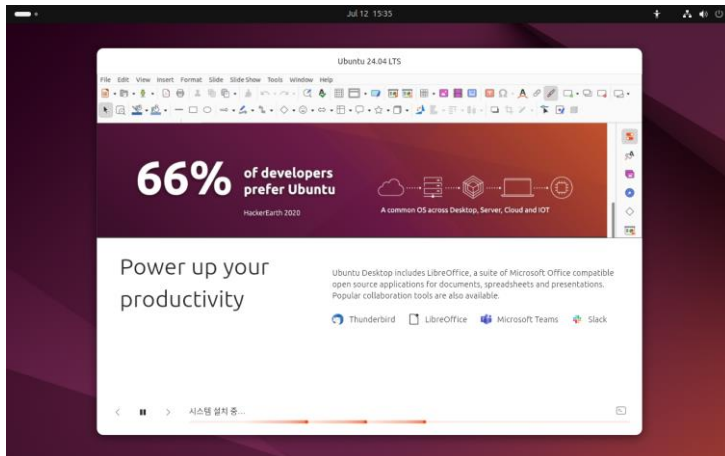 Jul 12 15:35
Ubuntu 24.04 LTS
File Edit View Insert Format Slide Slide Show Tools Window Help
66% of developers
prefer Ubuntu
HackerEarth 2020
A common OS across Desktop, Server, Cloud and IOT
Power up your
productivity
Ubuntu Desktop includes LibreOffice, a suite of Microsoft Office compatible
open source applications for documents, spreadsheets and presentations.
Popular collaboration tools are also available.
Thunderbird LibreOffice Microsoft Teams Slack
시스템 설치 중...